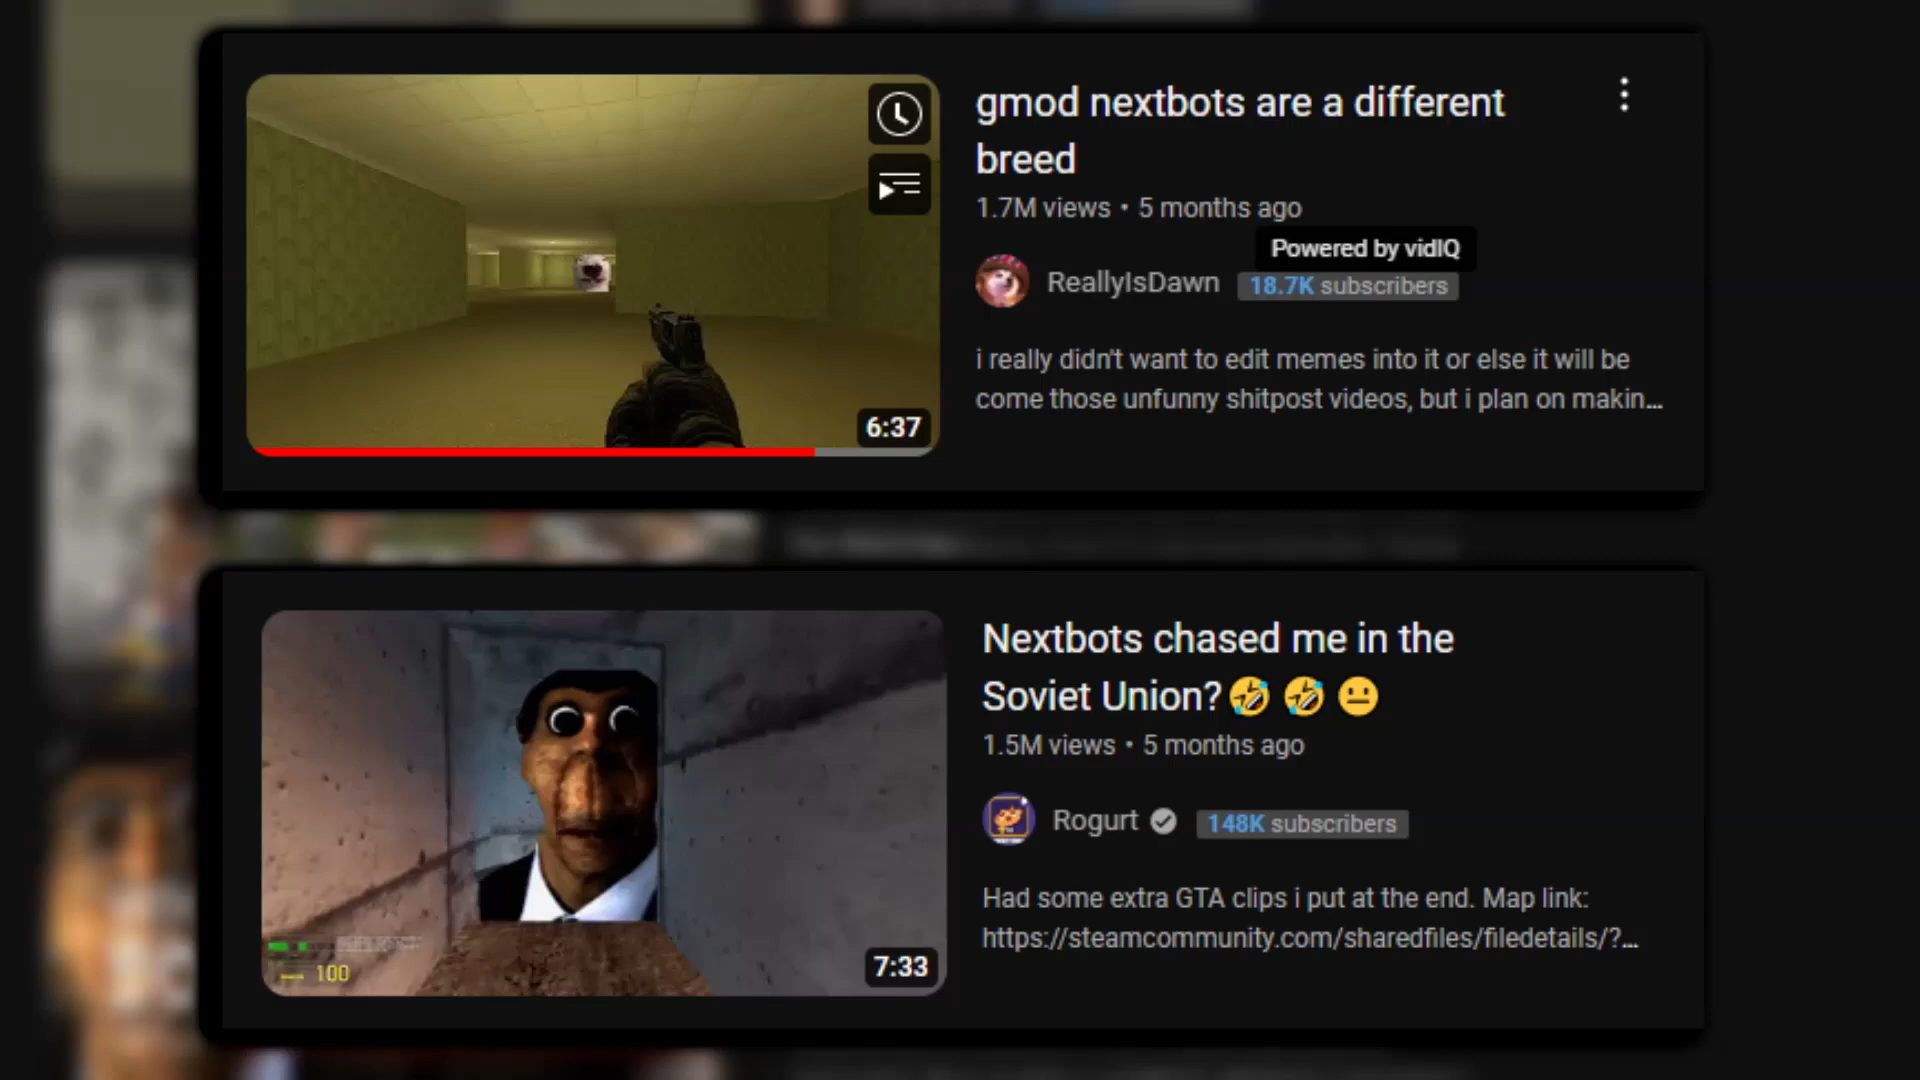 gmod nextbots are a different
breed
1.7M views • 5 months ago
Powered by vidIQ
ReallyIsDawn 18.7K subscribers
i really didn't want to edit memes into it or else it will be
come those unfunny shitpost videos, but i plan on makin...
6:37
Nextbots chased me in the
Soviet Union?🤣 🤣 😐
1.5M views • 5 months ago
Rogurt 148K subscribers
Had some extra GTA clips i put at the end. Map link:
https://steamcommunity.com/sharedfiles/filedetails/?...
100
7:33